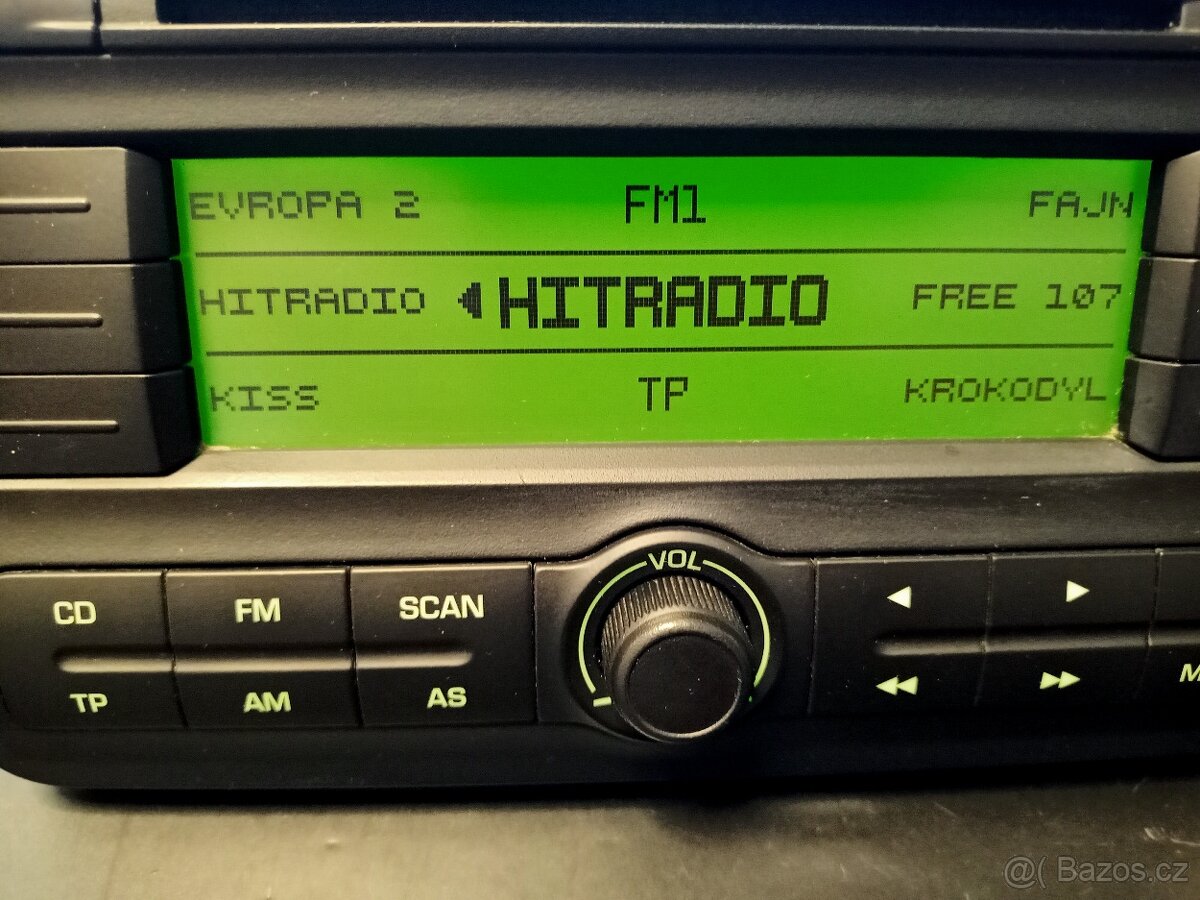 EVROPA 2 FM1 FAJN
HITRADIO HITRADIO FREE 107
KISS TP KROKODYL
VOL
CD FM SCAN
TP AM AS
@( Bazos.cz